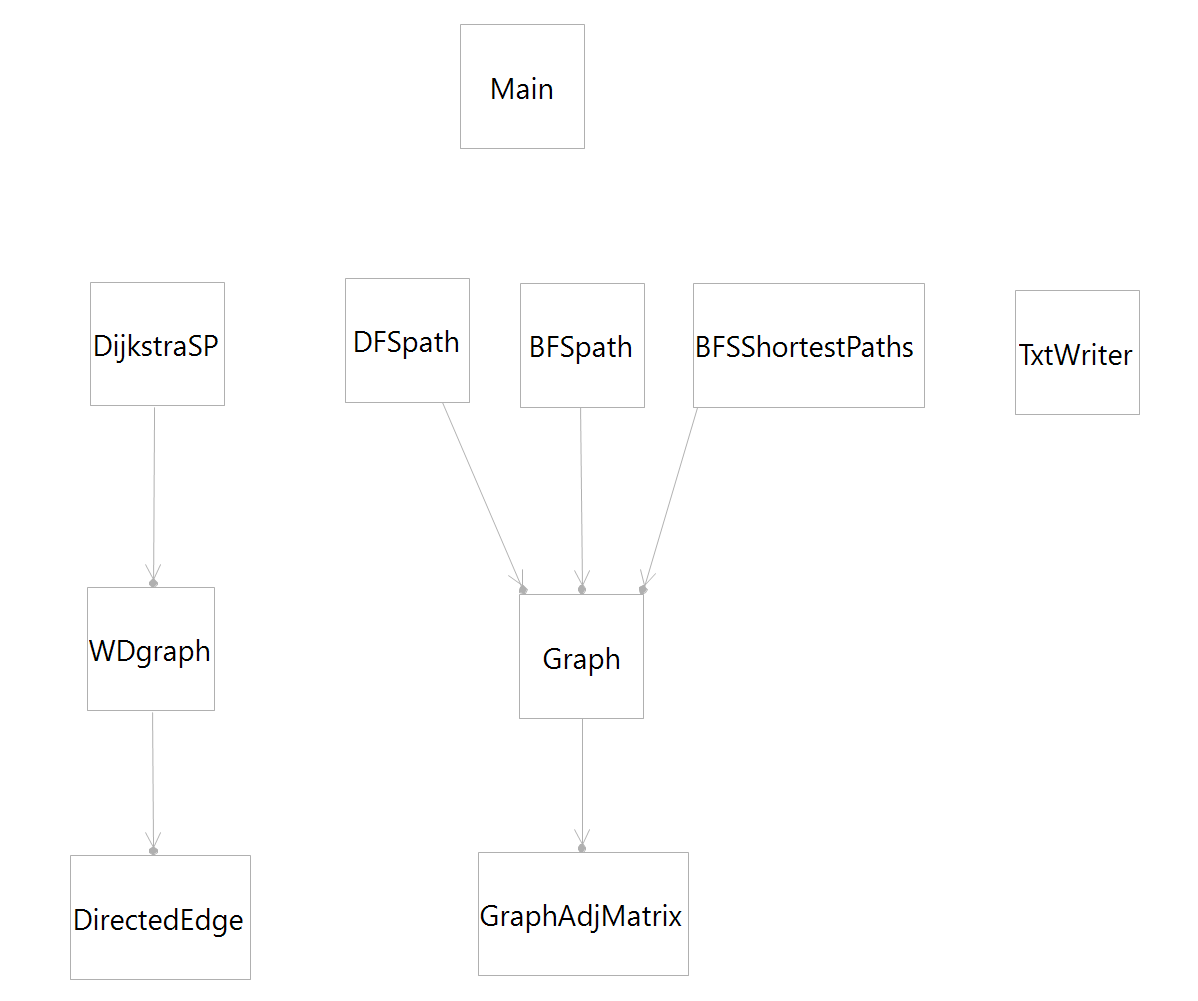 Main
DijkstraSP
DFSpath
BFSpath
BFSShortestPaths
TxtWriter
WDgraph
Graph
DirectedEdge
GraphAdjMatrix